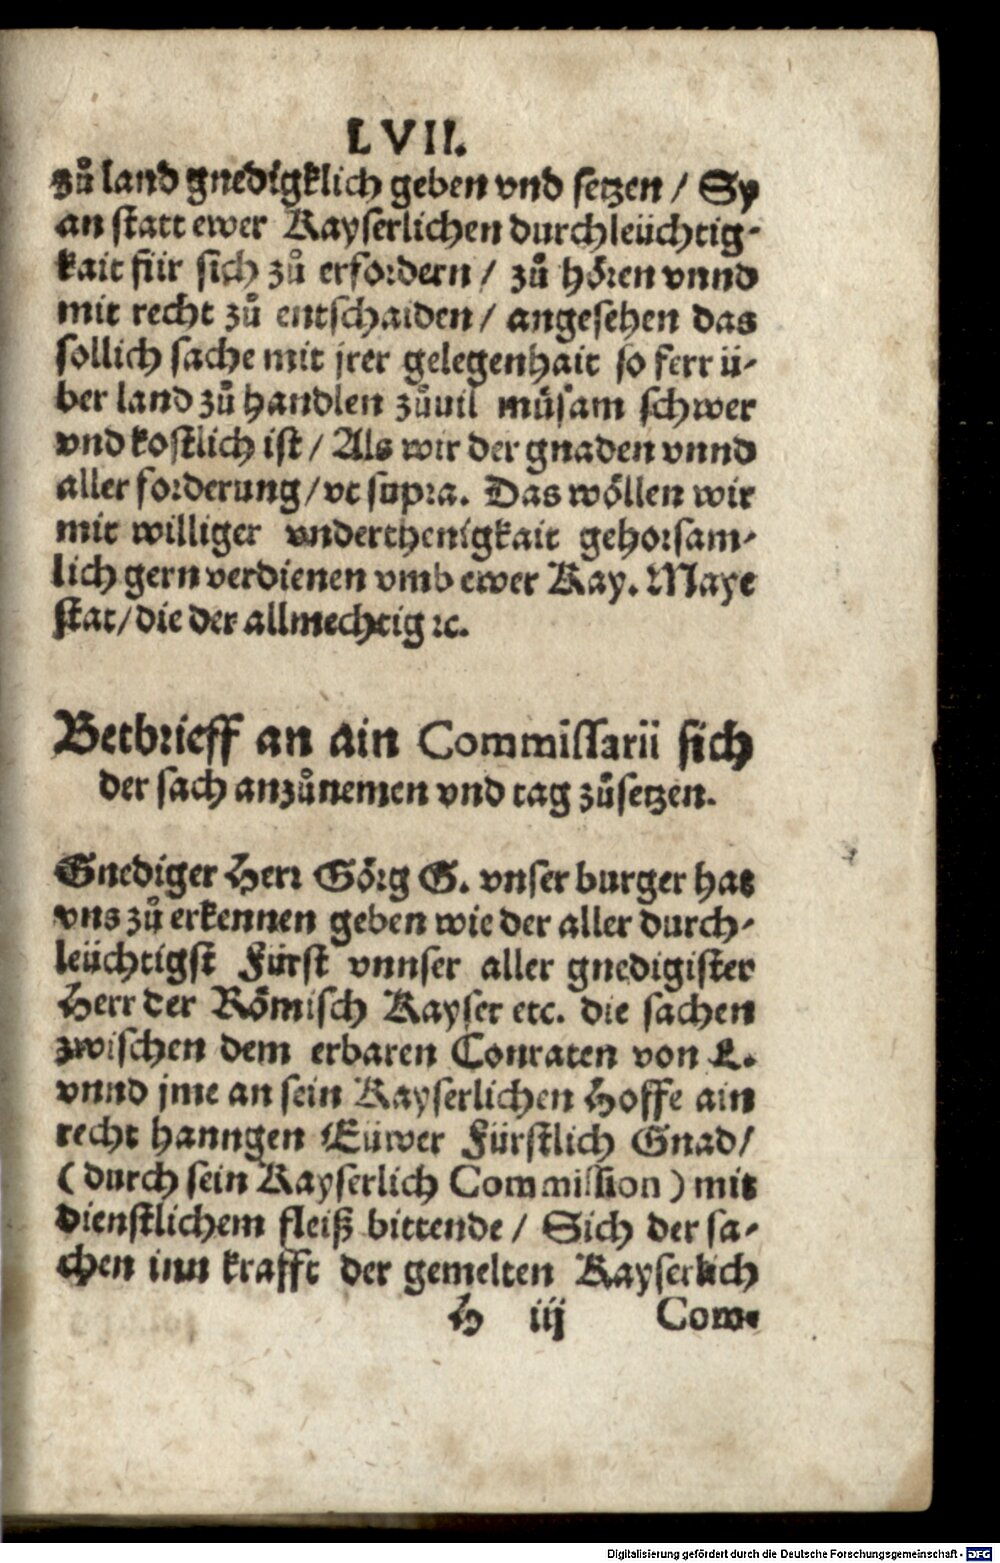 LVII.
zů land gnedigklich geben vnd setzen / Sy
an statt ewer Kayserlichen durchleüchtig-
kait für sich zů erfordern / zů hören vnnd
mit recht zů entschaiden / angesehen das
sollich sache mit jrer gelegenhait so ferr ü-
ber land zů handlen zůuil müsam schwer
vnd kostlich ist / Als wir der gnaden vnnd
aller forderung / vt supra. Das wöllen wir
mit williger vnderthenigkait gehorsam-
lich gern verdienen vmb ewer Kay. Maye
stat / die der allmechtig ꝛc.
Betbrieff an ain Commissarii sich
der sach anzůnemen vnd tag zůsetzen.
Gnediger Herr Görg G. vnser burger hat
vns zů erkennen geben wie der aller durch-
leüchtigst Fürst vnnser aller gnedigister
Herr der Römisch Kayser etc. die sachen
zwischen dem erbaren Conraten von L.
vnnd jme an sein Kayserlichen Hoffe ain
recht hanngen Eüwer Fürstlich Gnad /
( durch sein Kayserlich Commission ) mit
dienstlichem fleiß bittende / Sich der sa-
chen inn krafft der gemelten Kayserlich
H iij Com-
Digitalisierung gefördert durch die Deutsche Forschungsgemeinschaft - DFG